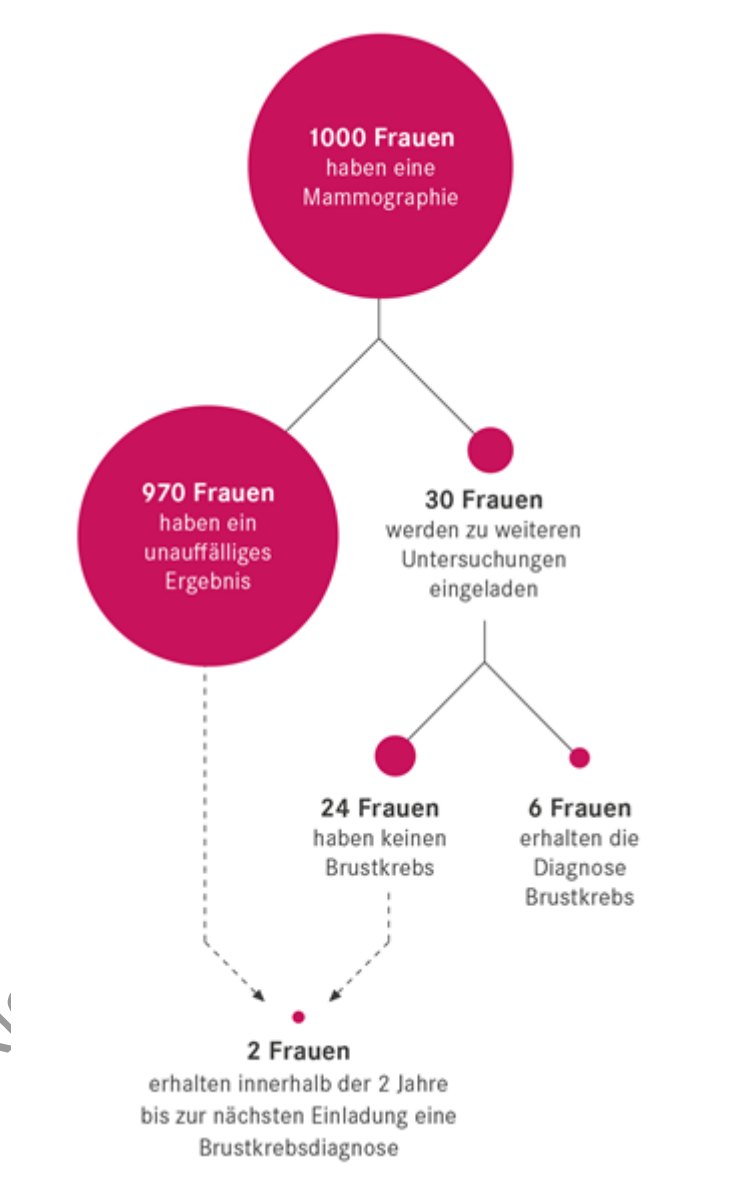 1000 Frauen
haben eine
Mammographie
970 Frauen
haben ein
unauffälliges
Ergebnis
30 Frauen
werden zu weiteren
Untersuchungen
eingeladen
24 Frauen
haben keinen
Brustkrebs
6 Frauen
erhalten die
Diagnose
Brustkrebs
2 Frauen
erhalten innerhalb der 2 Jahre
bis zur nächsten Einladung eine
Brustkrebsdiagnose